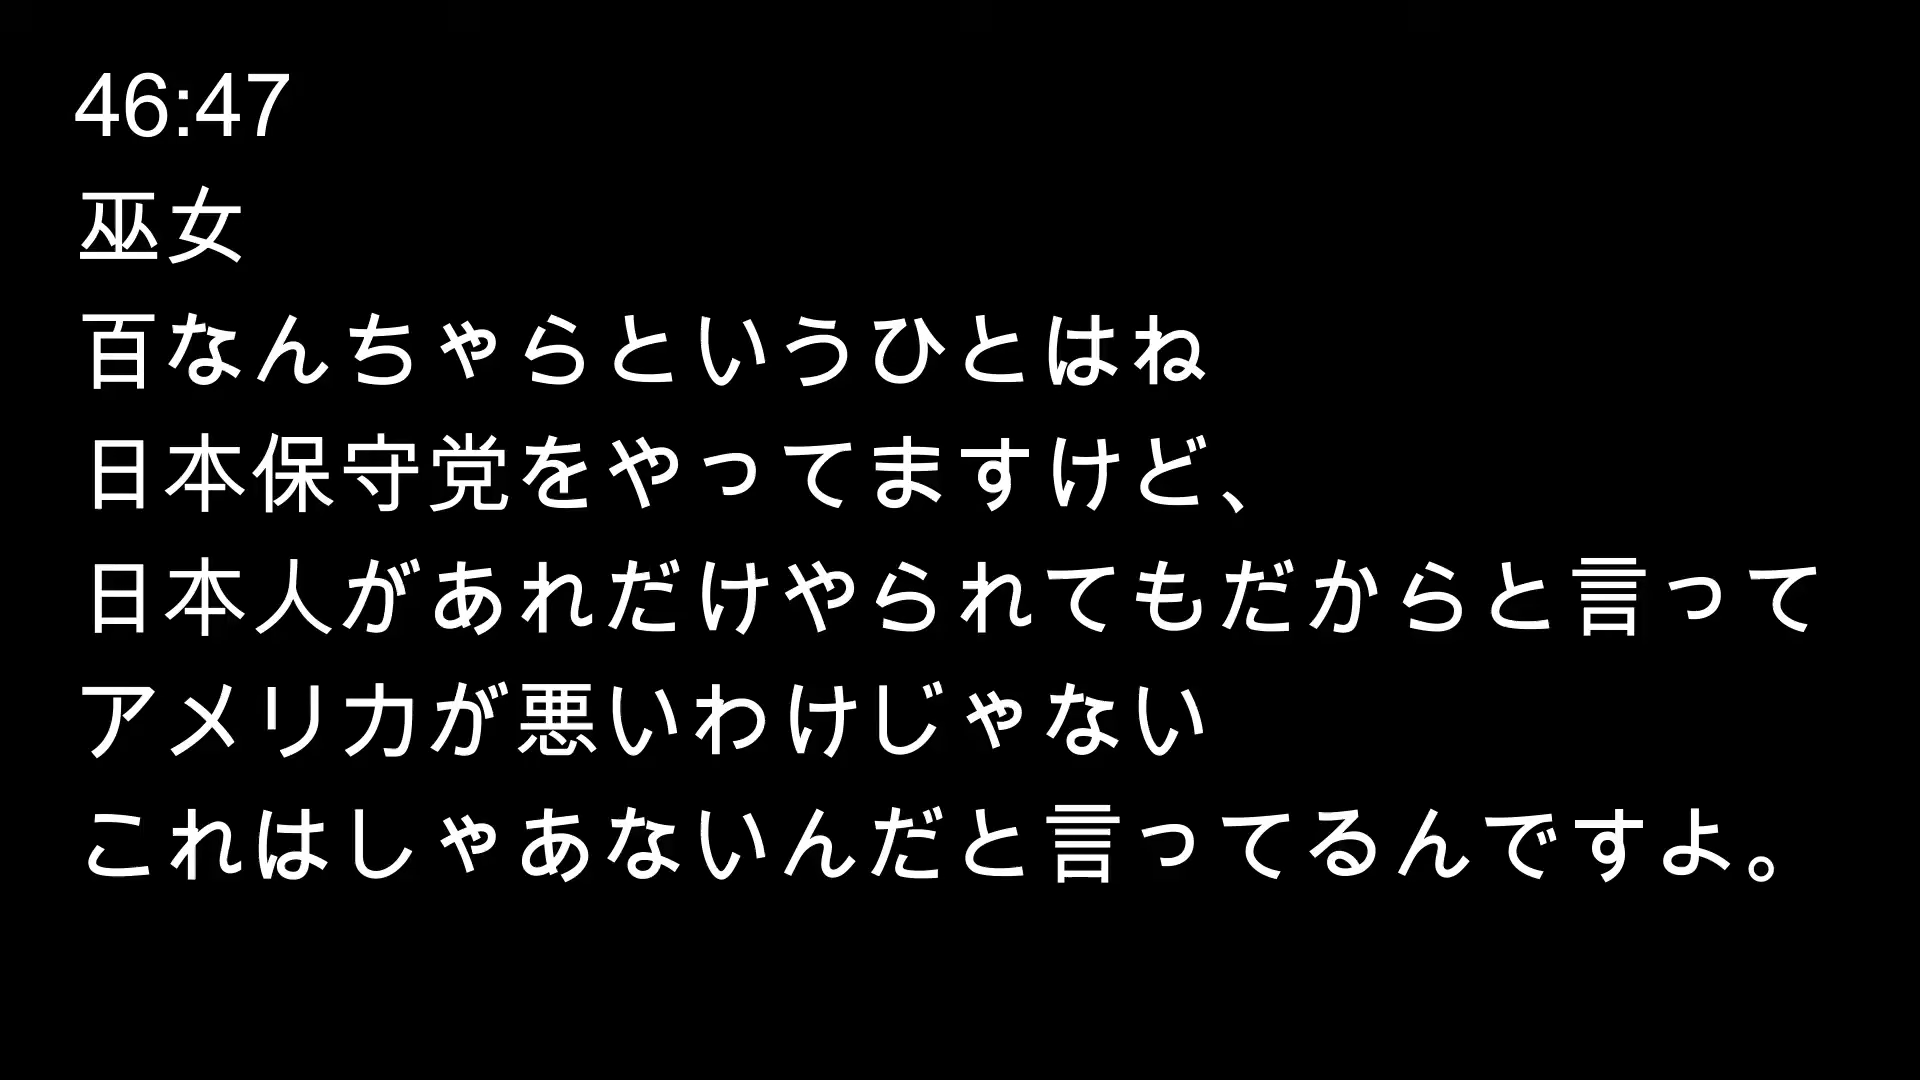 46:47
巫女
百なんちゃらというひとはね
日本保守党をやってますけど、
日本人があれだけやられてもだからと言って
アメリカが悪いわけじゃない
これはしゃあないんだと言ってるんですよ。